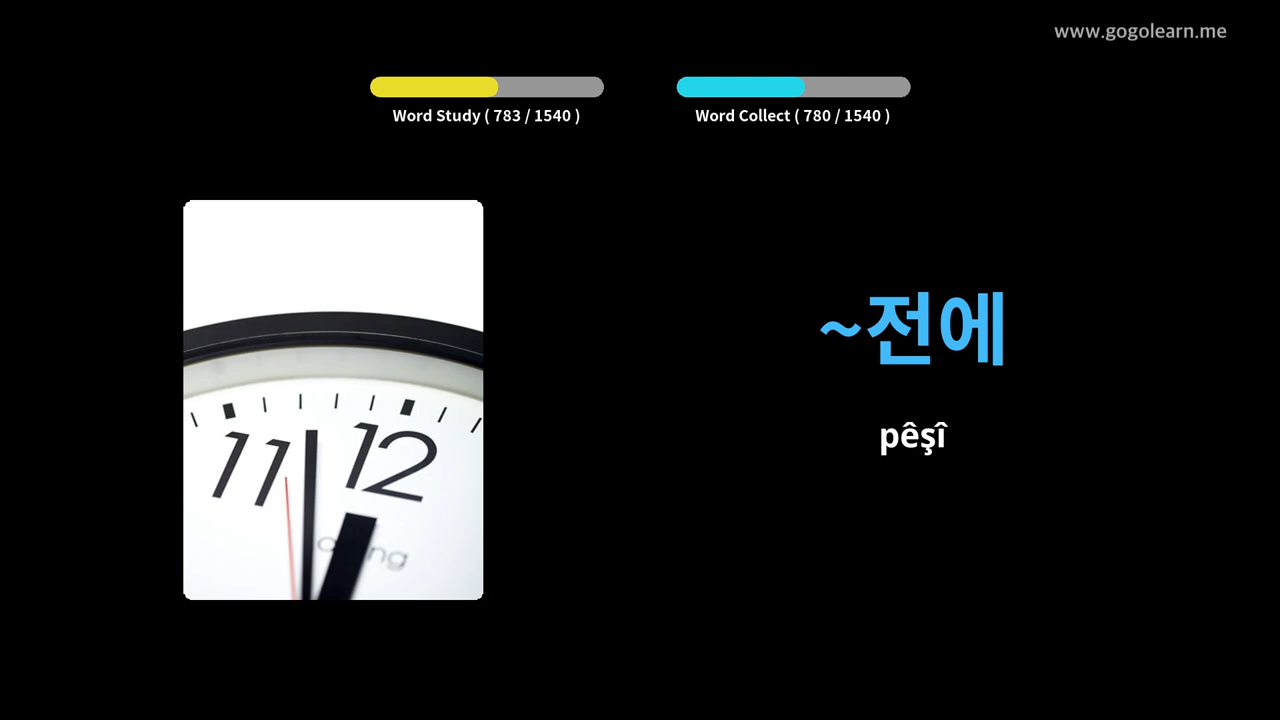 www.gogolearn.me
Word Study ( 783 / 1540 )
Word Collect ( 780 / 1540 )
~전에
pêşî
11 12